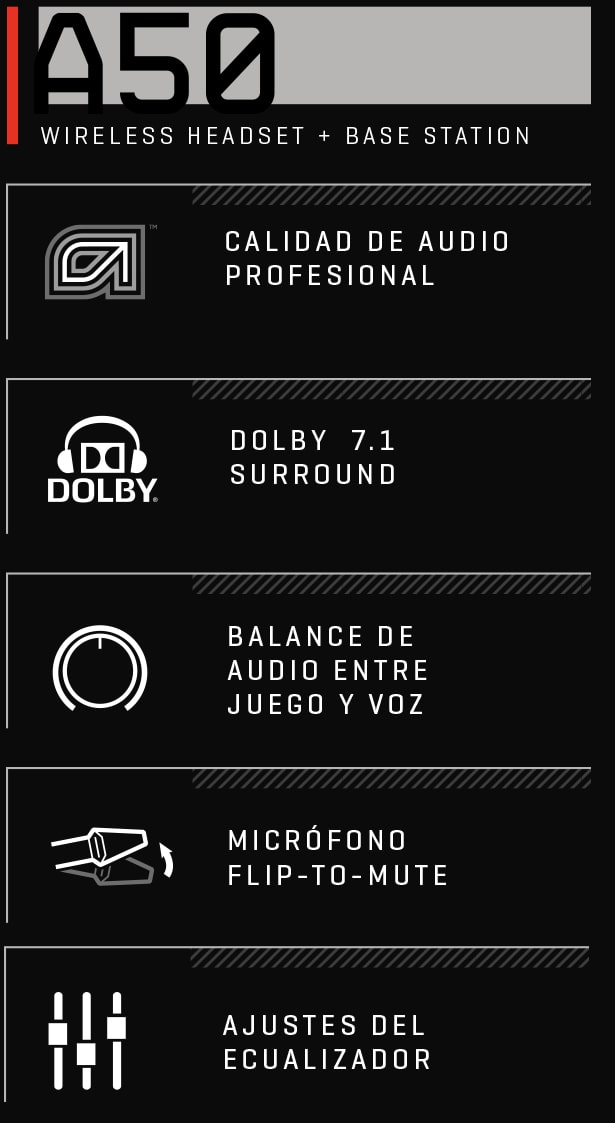 A50
WIRELESS HEADSET + BASE STATION
™
CALIDAD DE AUDIO
PROFESIONAL
DOLBY®
DOLBY 7.1
SURROUND
BALANCE DE
AUDIO ENTRE
JUEGO Y VOZ
MICRÓFONO
FLIP-TO-MUTE
AJUSTES DEL
ECUALIZADOR